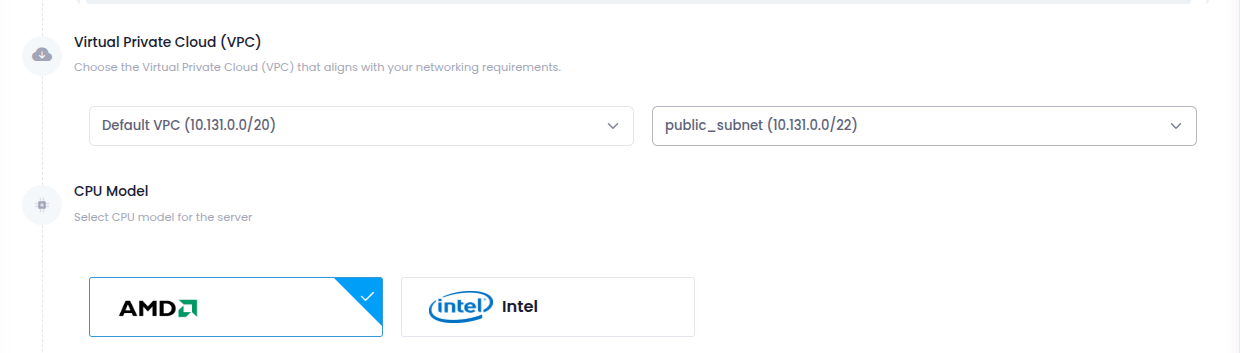 Virtual Private Cloud (VPC)
Choose the Virtual Private Cloud (VPC) that aligns with your networking requirements.
Default VPC (10.131.0.0/20)
public_subnet (10.131.0.0/22)
CPU Model
Select CPU model for the server
AMD
intel Intel